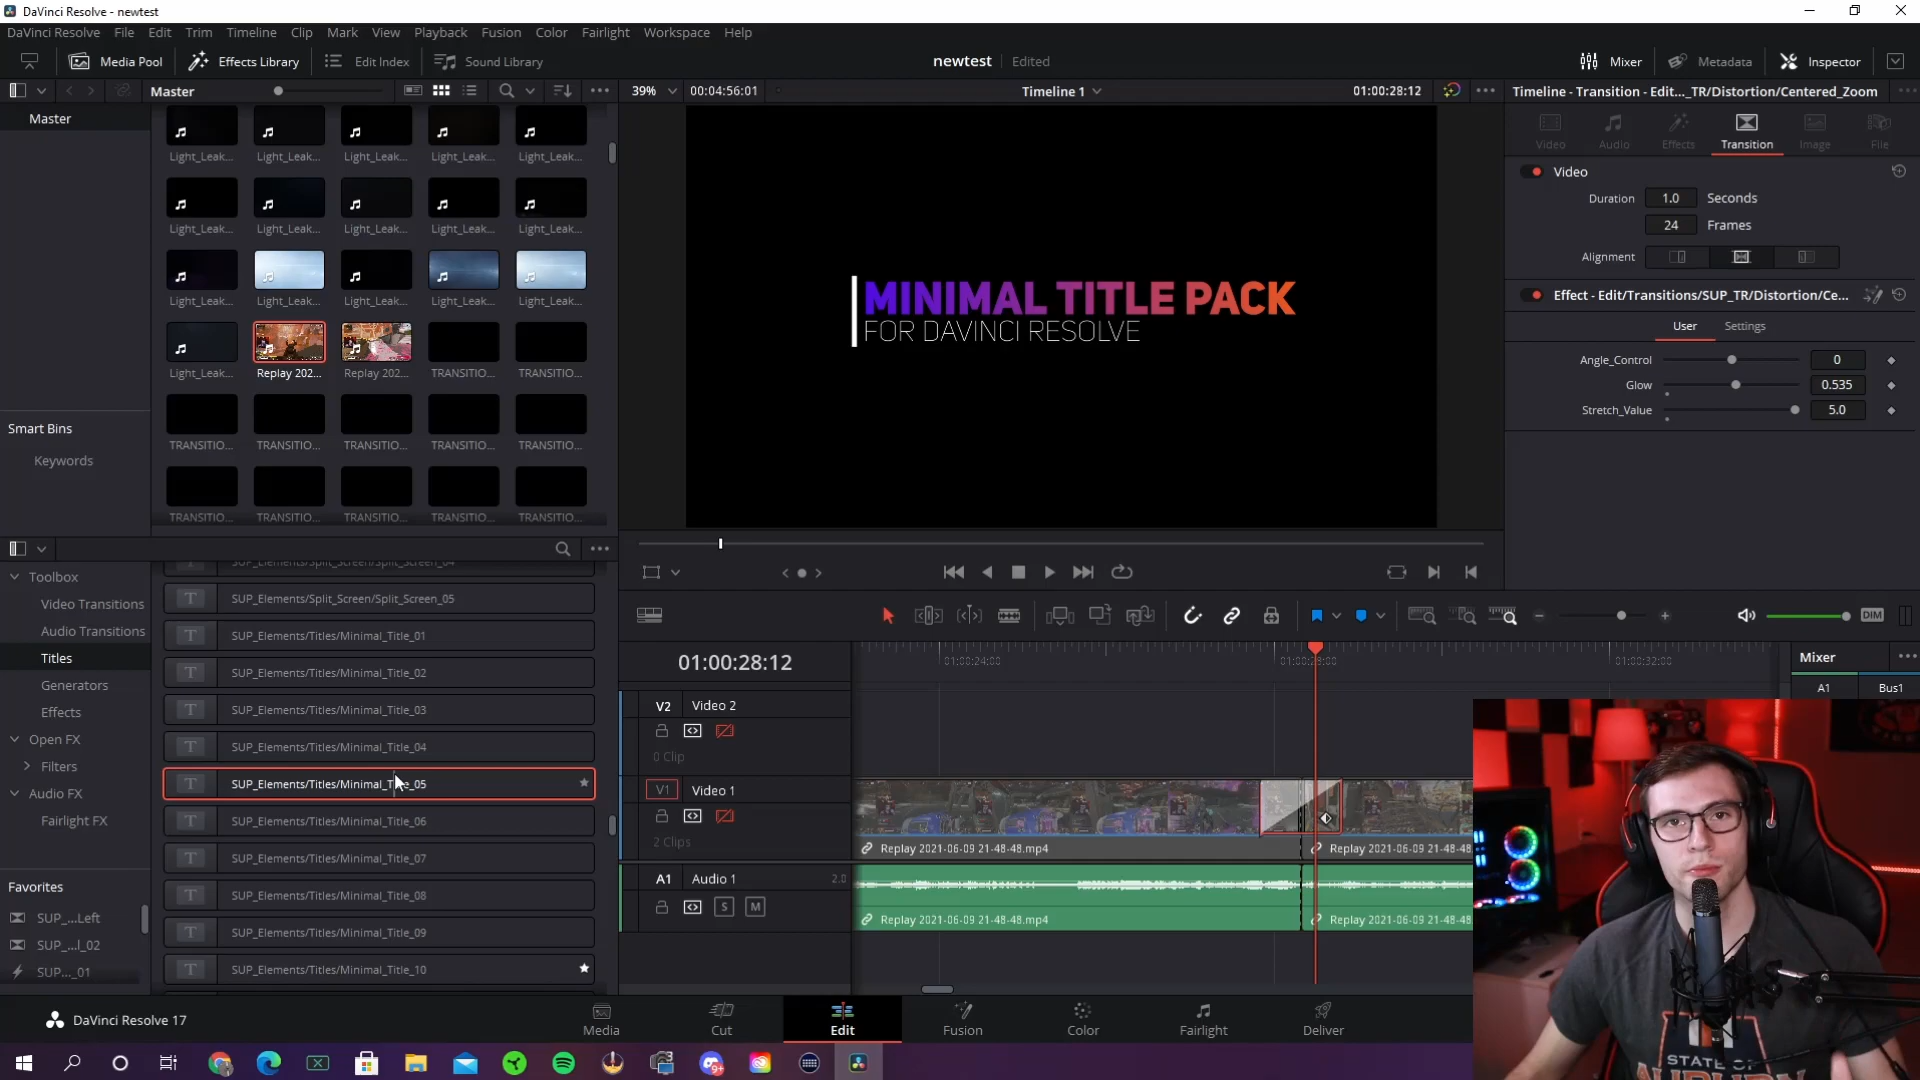 DaVinci Resolve - newtest
DaVinci Resolve File Edit Trim Timeline Clip Mark View Playback Fusion Color Fairlight Workspace Help
Media Pool Effects Library Edit Index Sound Library newtest Edited Mixer Metadata Inspector
Master 39% 00:04:56:01 Timeline 1 01:00:28:12 Timeline - Transition - Edit..._TR/Distortion/Centered_Zoom
Master
Light_Leak... Light_Leak... Light_Leak... Light_Leak... Light_Leak...
Light_Leak... Light_Leak... Light_Leak... Light_Leak... Light_Leak...
Light_Leak... Light_Leak... Light_Leak... Light_Leak... Light_Leak...
Light_Leak... Replay 202... Replay 202... TRANSITIO... TRANSITIO...
TRANSITIO... TRANSITIO... TRANSITIO... TRANSITIO... TRANSITIO...
TRANSITIO... TRANSITIO... TRANSITIO... TRANSITIO... TRANSITIO...
Smart Bins
Keywords
MINIMAL TITLE PACK
FOR DAVINCI RESOLVE
Video Audio Effects Transition Image File
Video
Duration 1.0 Seconds
24 Frames
Alignment
Effect - Edit/Transitions/SUP_TR/Distortion/Ce...
User Settings
Angle_Control 0
Glow 0.535
Stretch_Value 5.0
Toolbox
Video Transitions
Audio Transitions
Titles
Generators
Effects
Open FX
Filters
Audio FX
Fairlight FX
Favorites
SUP_...Left
SUP_...l_02
SUP..._01
SUP_Elements/Split_Screen/Split_Screen_04
SUP_Elements/Split_Screen/Split_Screen_05
SUP_Elements/Titles/Minimal_Title_01
SUP_Elements/Titles/Minimal_Title_02
SUP_Elements/Titles/Minimal_Title_03
SUP_Elements/Titles/Minimal_Title_04
SUP_Elements/Titles/Minimal_Title_05
SUP_Elements/Titles/Minimal_Title_06
SUP_Elements/Titles/Minimal_Title_07
SUP_Elements/Titles/Minimal_Title_08
SUP_Elements/Titles/Minimal_Title_09
SUP_Elements/Titles/Minimal_Title_10
DIM
01:00:28:12 01:00:24:00 01:00:28:00 01:00:32:00
V2 Video 2
0 Clip
V1 Video 1
2 Clips
Replay 2021-06-09 21-48-48.mp4 Replay 2021-06-09 21-48-48
A1 Audio 1 2.0
S M
Replay 2021-06-09 21-48-48.mp4 Replay 2021-06-09 21-48-48
Mixer
A1 Bus1
STATE OF
AUBURN
DaVinci Resolve 17
Media Cut Edit Fusion Color Fairlight Deliver
9+